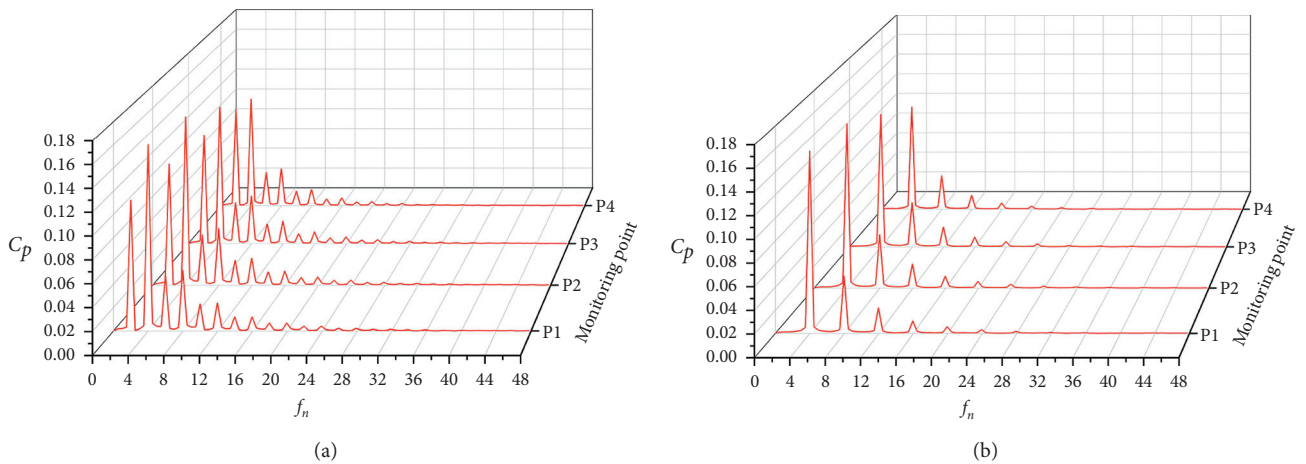 0.18
0.16
0.14
0.12
0.10
0.08
0.06
0.04
0.02
0.00
Cp
0 4 8 12 16 20 24 28 32 36 40 44 48
fn
P4
P3
P2
P1
Monitoring point
(a)
0.18
0.16
0.14
0.12
0.10
0.08
0.06
0.04
0.02
0.00
Cp
0 4 8 12 16 20 24 28 32 36 40 44 48
fn
P4
P3
P2
P1
Monitoring point
(b)